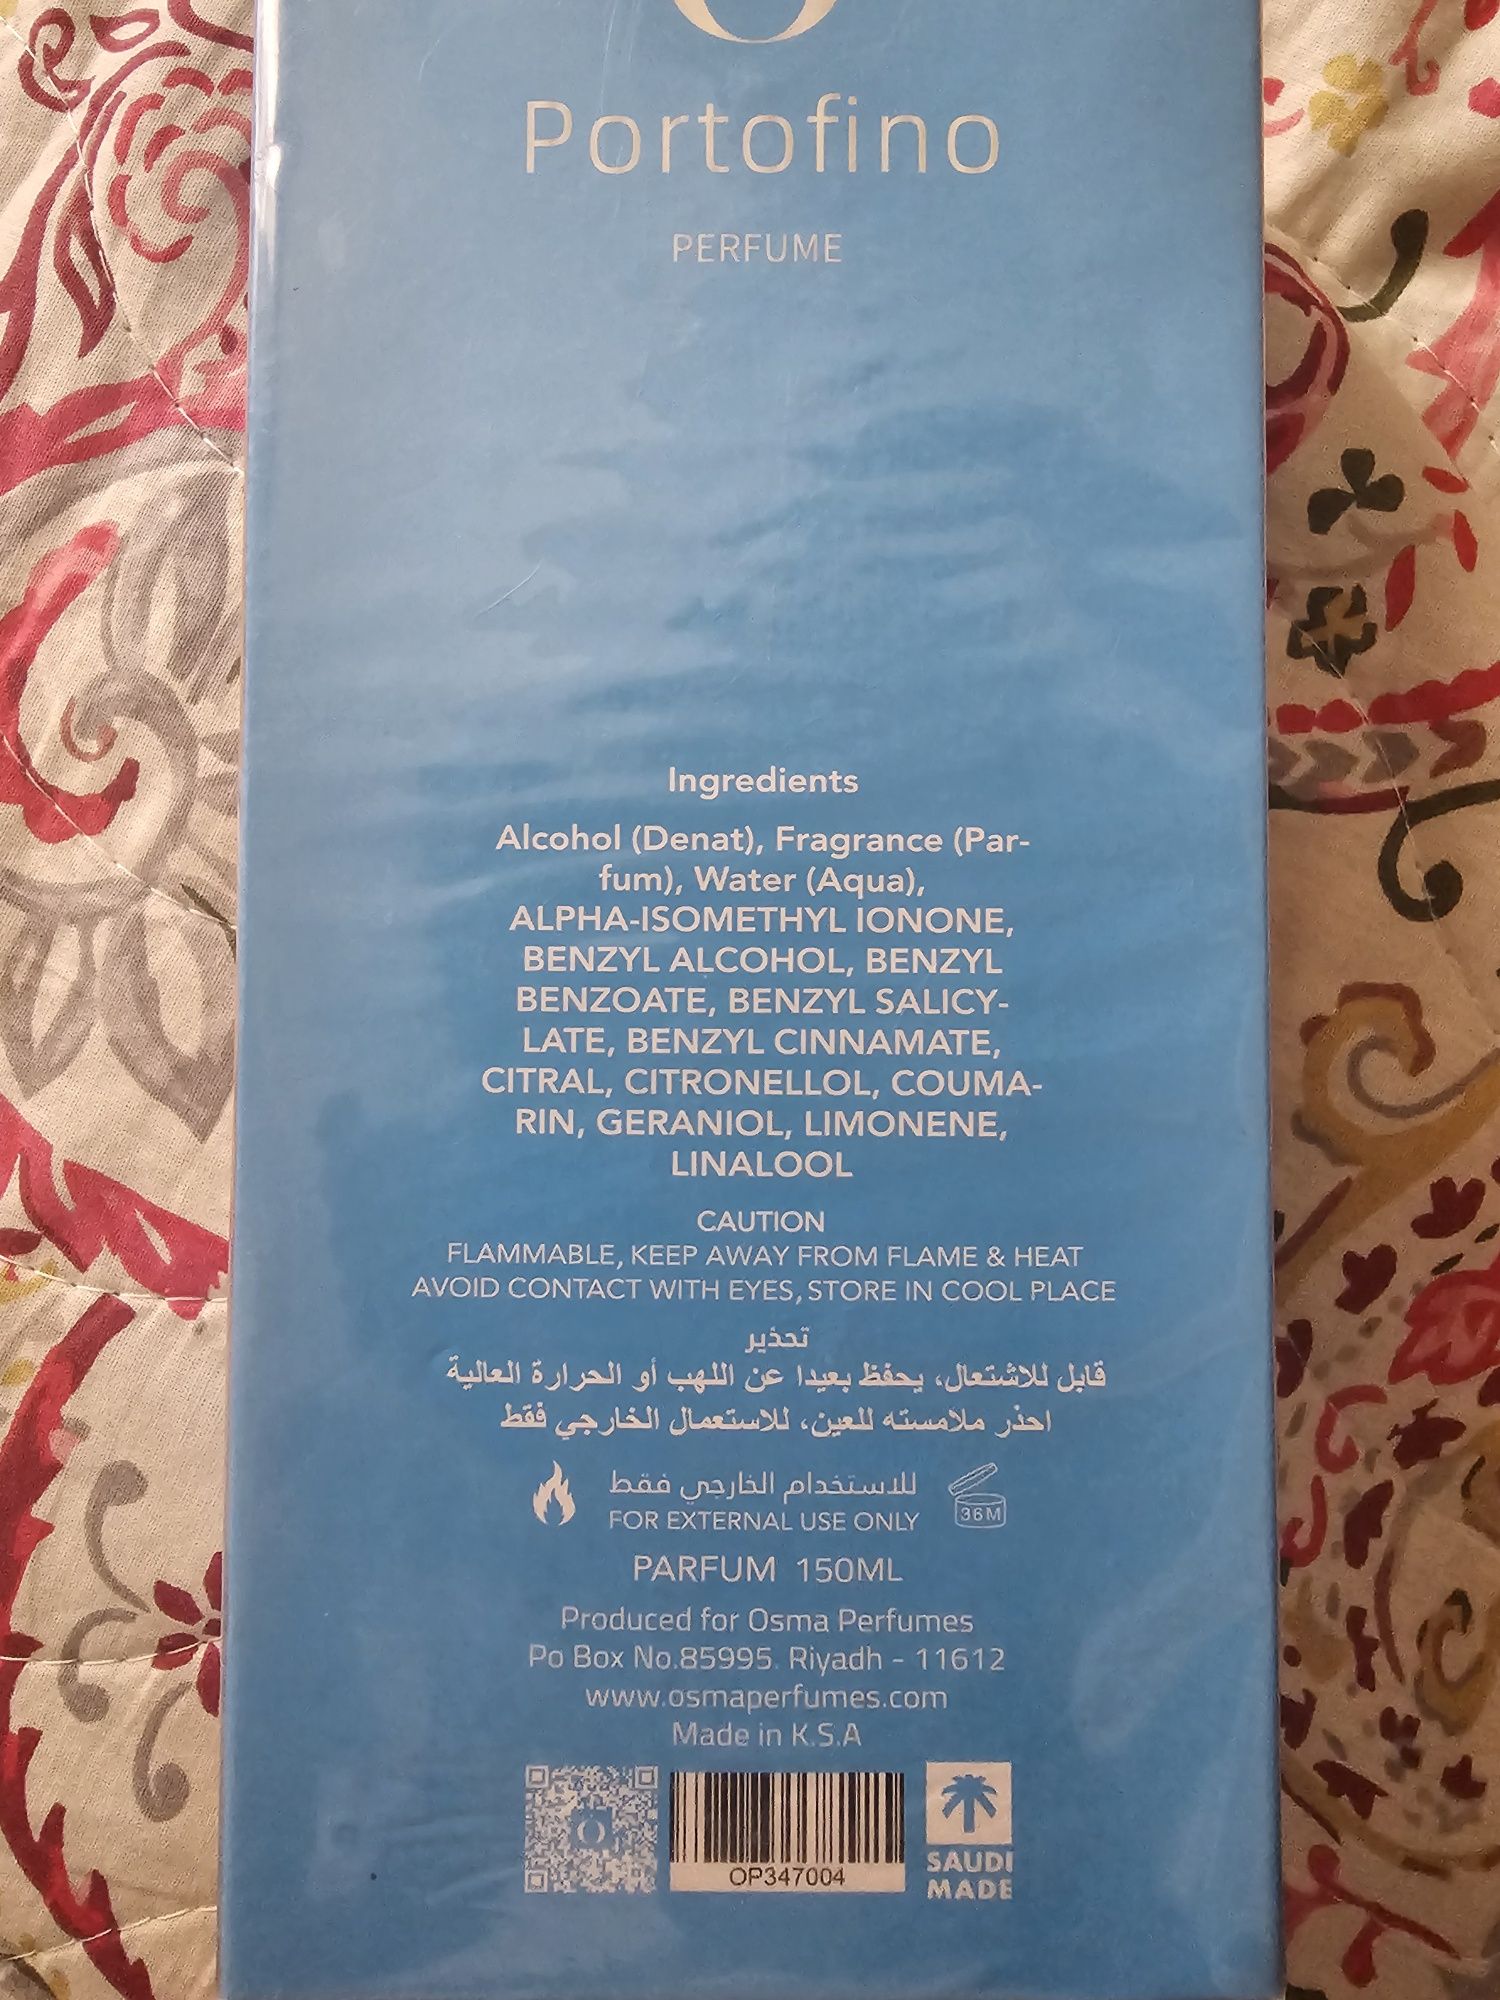 Portofino
PERFUME
Ingredients
Alcohol (Denat), Fragrance (Par-
fum), Water (Aqua),
ALPHA-ISOMETHYL IONONE,
BENZYL ALCOHOL, BENZYL
BENZOATE, BENZYL SALICY-
LATE, BENZYL CINNAMATE,
CITRAL, CITRONELLOL, COUMA-
RIN, GERANIOL, LIMONENE,
LINALOOL
CAUTION
FLAMMABLE, KEEP AWAY FROM FLAME & HEAT
AVOID CONTACT WITH EYES, STORE IN COOL PLACE
تحذير
قابل للاشتعال، يحفظ بعيدا عن اللهب أو الحرارة العالية
احذر ملامسته للعين، للاستعمال الخارجي فقط
للاستخدام الخارجي فقط
FOR EXTERNAL USE ONLY
36M
PARFUM 150ML
Produced for Osma Perfumes
Po Box No.85995. Riyadh - 11612
www.osmaperfumes.com
Made in K.S.A
OP347004
SAUDI
MADE